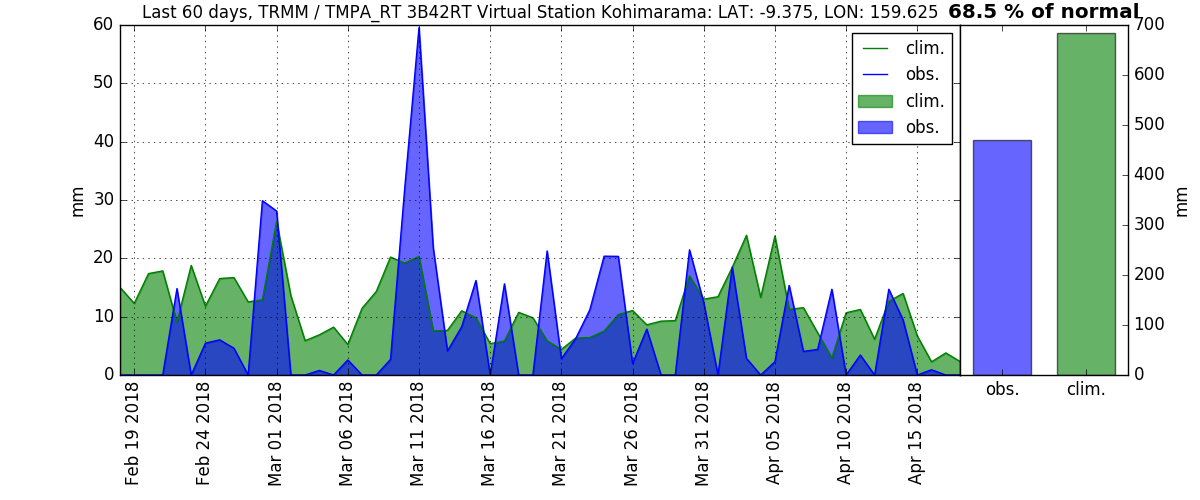 Last 60 days, TRMM / TMPA_RT 3B42RT Virtual Station Kohimarama: LAT: -9.375, LON: 159.625 68.5 % of normal
60
50
40
30
20
10
0
mm
clim.
obs.
clim.
obs.
Feb 19 2018
Feb 24 2018
Mar 01 2018
Mar 06 2018
Mar 11 2018
Mar 16 2018
Mar 21 2018
Mar 26 2018
Mar 31 2018
Apr 05 2018
Apr 10 2018
Apr 15 2018
obs.
clim.
700
600
500
400
300
200
100
0
mm